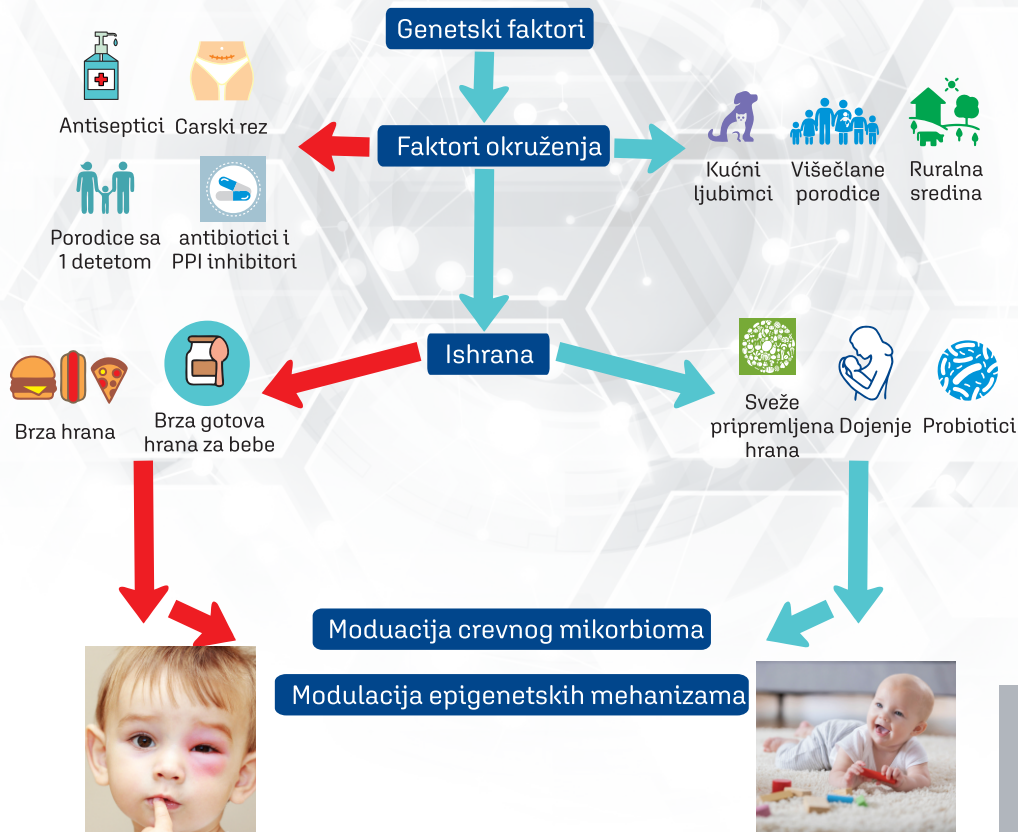 Genetski faktori
Antiseptici
Carski rez
Faktori okruženja
Kućni
ljubimci
Višečlane
porodice
Ruralna
sredina
Porodice sa
1 detetom
antibiotici i
PPI inhibitori
Ishrana
Brza hrana
Brza gotova
hrana za bebe
Sveže
pripremljena
hrana
Dojenje
Probiotici
Moduacija crevnog mikorbioma
Modulacija epigenetskih mehanizama